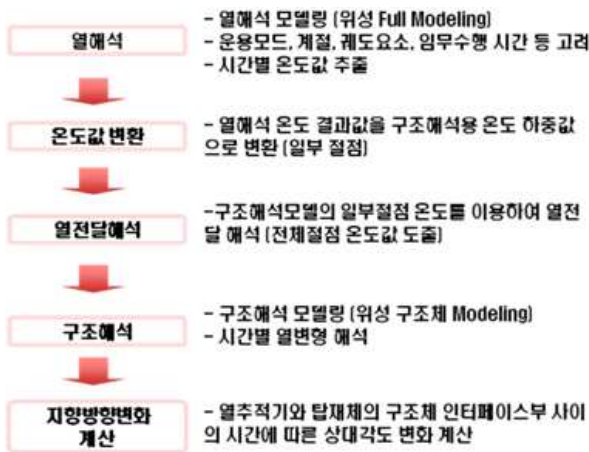 열해석
- 열해석 모델링 (위성 Full Modeling)
- 운용모드, 계절, 궤도요소, 임무수행 시간 등 고려
- 시간별 온도값 추출
온도값 변환
- 열해석 온도 결과값을 구조해석용 온도 하중값
으로 변환 (일부 절점)
열전달해석
-구조해석모델의 일부절점 온도를 이용하여 열전
달 해석 (전체절점 온도값 도출)
구조해석
- 구조해석 모델링 (위성 구조체 Modeling)
- 시간별 열변형 해석
지향방향변화
계산
- 열추적기와 탑재체의 구조체 인터페이스부 사이
의 시간에 따른 상대각도 변화 계산